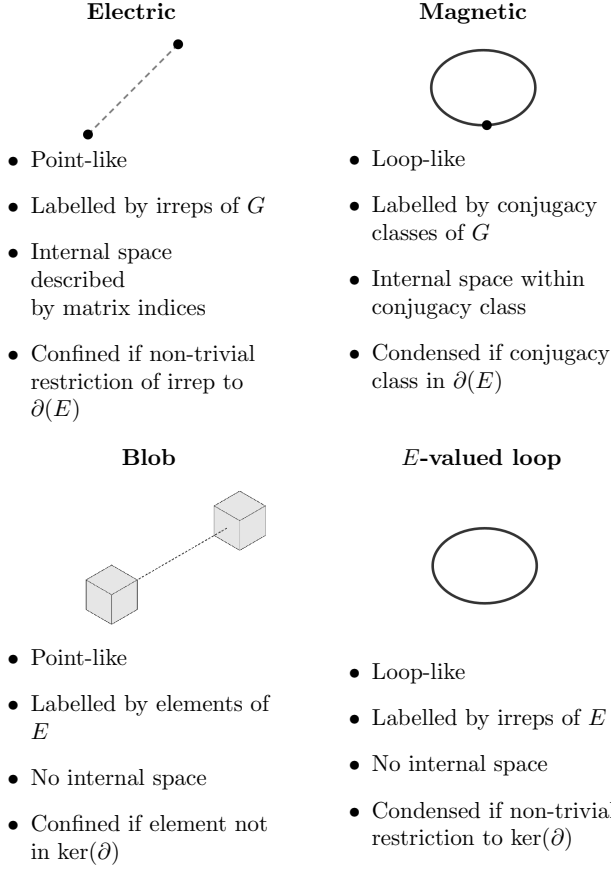 Electric
• Point-like
• Labelled by irreps of G
• Internal space
described
by matrix indices
• Confined if non-trivial
restriction of irrep to
∂(E)
Magnetic
• Loop-like
• Labelled by conjugacy
classes of G
• Internal space within
conjugacy class
• Condensed if conjugacy
class in ∂(E)
Blob
• Point-like
• Labelled by elements of
E
• No internal space
• Confined if element not
in ker(∂)
E-valued loop
• Loop-like
• Labelled by irreps of E
• No internal space
• Condensed if non-trivial
restriction to ker(∂)